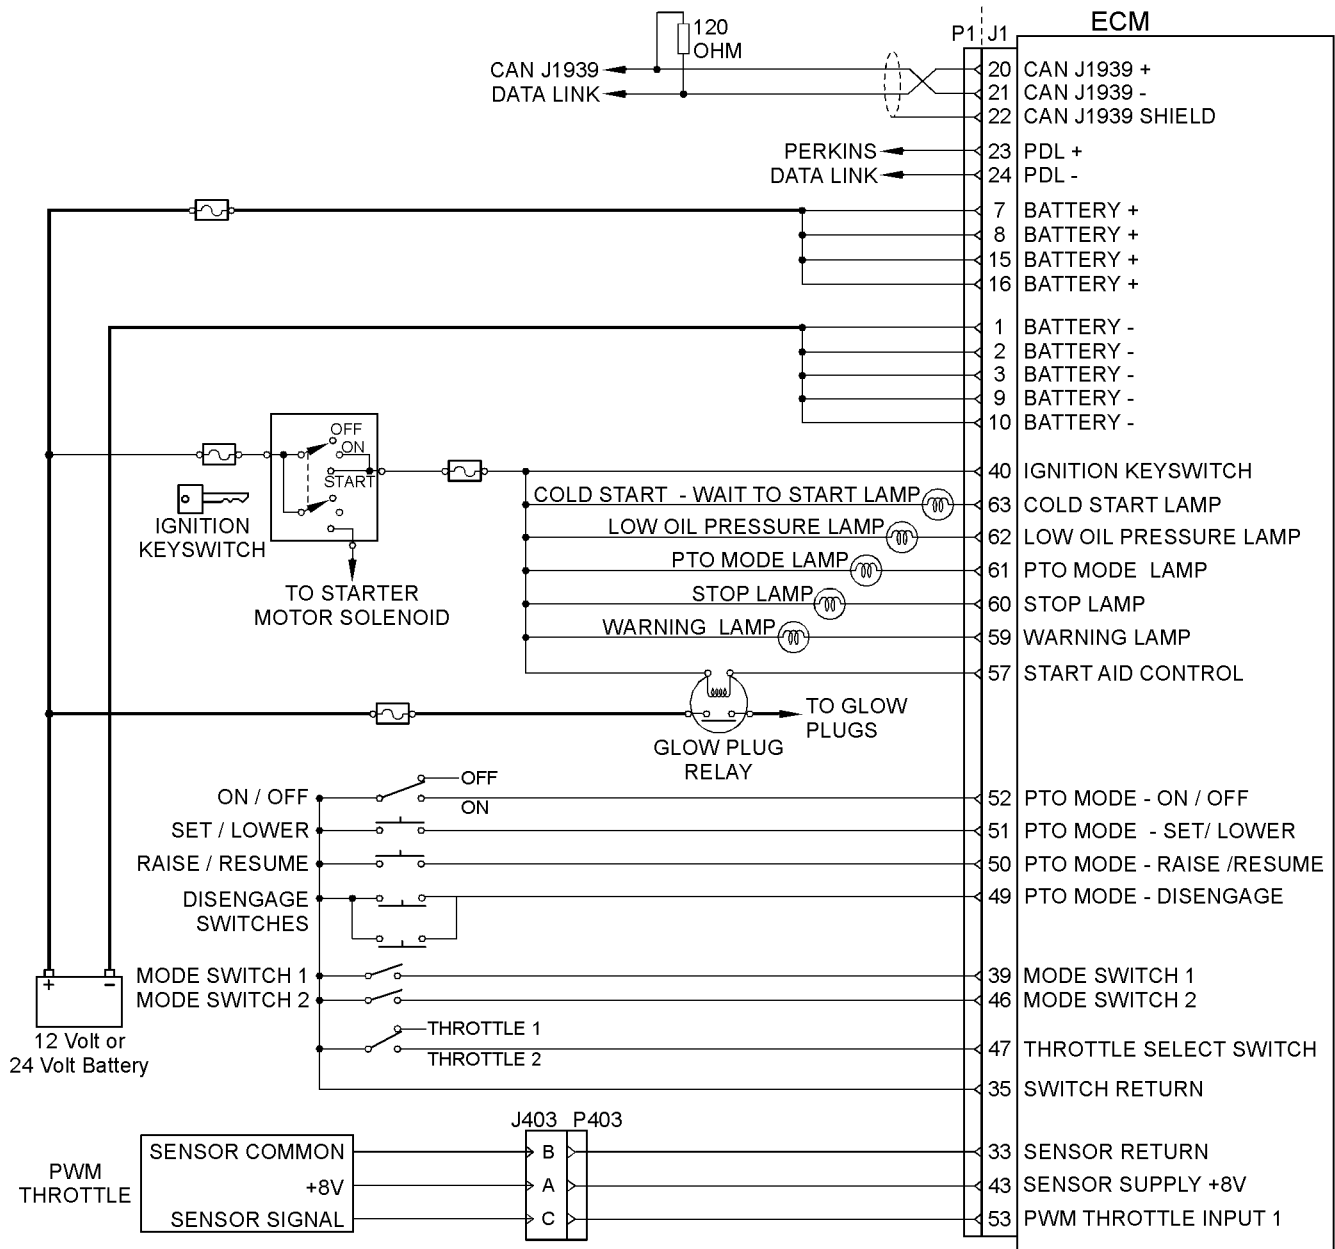 ECM
P1 J1
120
OHM
CAN J1939
DATA LINK
20 CAN J1939 +
21 CAN J1939 -
22 CAN J1939 SHIELD
PERKINS
DATA LINK
23 PDL +
24 PDL -
7 BATTERY +
8 BATTERY +
15 BATTERY +
16 BATTERY +
1 BATTERY -
2 BATTERY -
3 BATTERY -
9 BATTERY -
10 BATTERY -
OFF
ON
START
IGNITION
KEYSWITCH
TO STARTER
MOTOR SOLENOID
40 IGNITION KEYSWITCH
COLD START - WAIT TO START LAMP
63 COLD START LAMP
LOW OIL PRESSURE LAMP
62 LOW OIL PRESSURE LAMP
PTO MODE LAMP
61 PTO MODE LAMP
STOP LAMP
60 STOP LAMP
WARNING LAMP
59 WARNING LAMP
57 START AID CONTROL
TO GLOW
PLUGS
GLOW PLUG
RELAY
OFF
ON
ON / OFF
52 PTO MODE - ON / OFF
SET / LOWER
51 PTO MODE - SET/ LOWER
RAISE / RESUME
50 PTO MODE - RAISE /RESUME
DISENGAGE
SWITCHES
49 PTO MODE - DISENGAGE
MODE SWITCH 1
39 MODE SWITCH 1
MODE SWITCH 2
46 MODE SWITCH 2
+ -
12 Volt or
24 Volt Battery
THROTTLE 1
THROTTLE 2
47 THROTTLE SELECT SWITCH
35 SWITCH RETURN
J403 P403
PWM
THROTTLE
SENSOR COMMON
B
33 SENSOR RETURN
+8V
A
43 SENSOR SUPPLY +8V
SENSOR SIGNAL
C
53 PWM THROTTLE INPUT 1